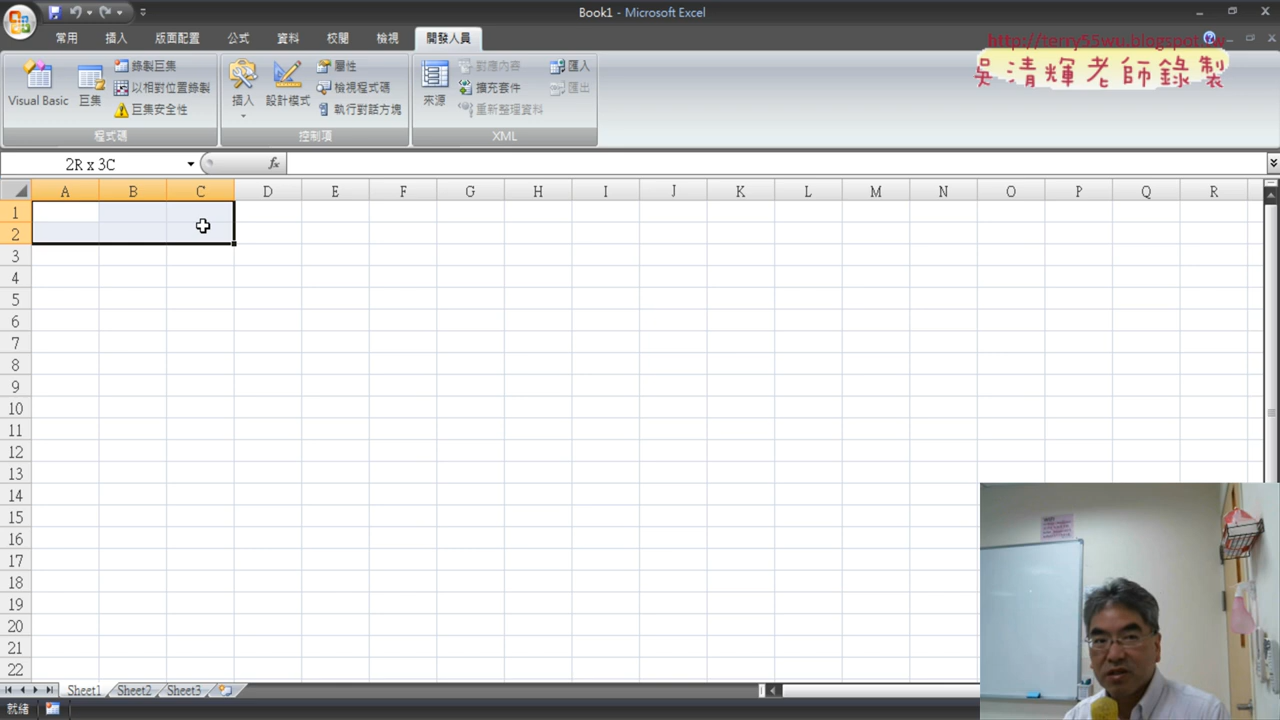 Book1 - Microsoft Excel
常用 插入 版面配置 公式 資料 校閱 檢視 開發人員
http://terry55wu.blogspot.tw
吳清輝老師錄製
Visual Basic 巨集 錄製巨集 以相對位置錄製 巨集安全性
程式碼
插入 設計模式 屬性 檢視程式碼 執行對話方塊
控制項
來源 對應內容 擴充套件 重新整理資料 匯入 匯出
XML
2R x 3C fx
A B C D E F G H I J K L M N O P Q R
1
2
3
4
5
6
7
8
9
10
11
12
13
14
15
16
17
18
19
20
21
22
Sheet1 Sheet2 Sheet3
就緒